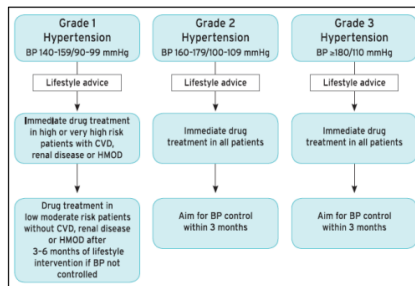 Grade 1
Hypertension
BP 140-159/90-99 mmHg
Grade 2
Hypertension
BP 160-179/100-109 mmHg
Grade 3
Hypertension
BP ≥180/110 mmHg
Lifestyle advice
Lifestyle advice
Lifestyle advice
Immediate drug treatment
in high or very high risk
patients with CVD,
renal disease or HMOD
Immediate drug
treatment in all patients
Immediate drug
treatment in all patients
Drug treatment in
low moderate risk patients
without CVD, renal disease
or HMOD after
3-6 months of lifestyle
intervention if BP not
controlled
Aim for BP control
within 3 months
Aim for BP control
within 3 months